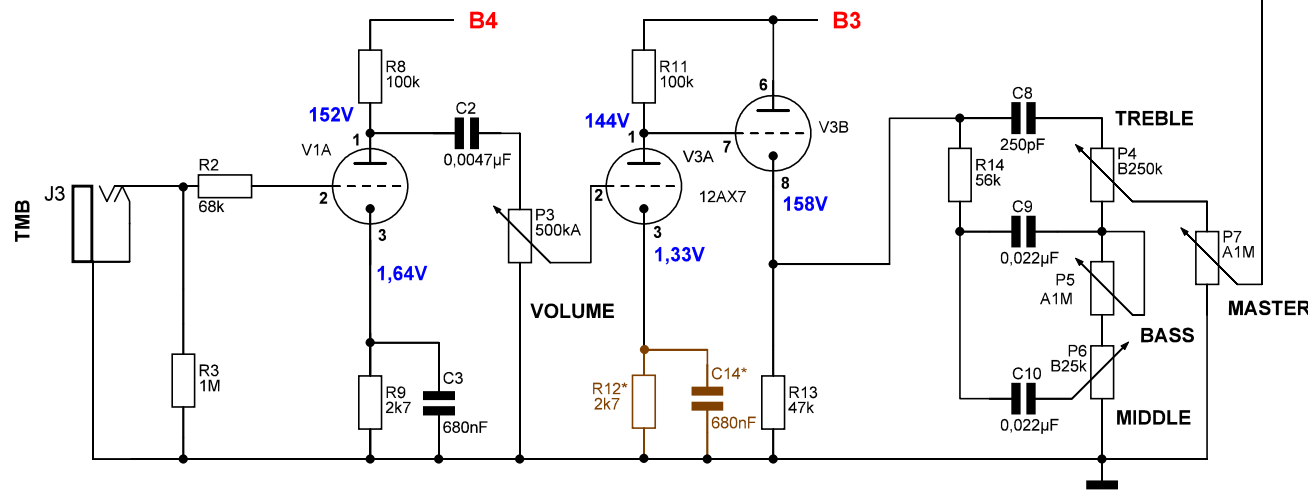 B4
B3
R8
100k
R11
100k
152V
C2
144V
6
C8
TREBLE
1
1
V3B
V1A
0,0047µF
V3A
7
250pF
P4
B250k
R2
J3
2
2
12AX7
8
R14
56k
68k
158V
TMB
3
P3
500kA
3
C9
P7
A1M
1,64V
1,33V
0,022µF
P5
A1M
VOLUME
MASTER
BASS
R3
1M
P6
B25k
R9
2k7
C3
R12*
2k7
C14*
R13
47k
C10
680nF
680nF
0,022µF
MIDDLE